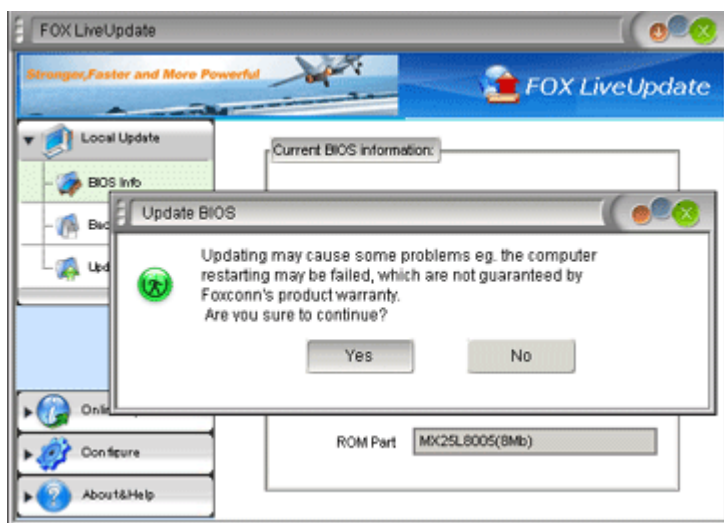 FOX LiveUpdate
Stronger,Faster and More Powerful
FOX LiveUpdate
Local Update
Current BIOS information:
BIOS Info
Update BIOS
Updating may cause some problems eg. the computer
restarting may be failed, which are not guaranteed by
Foxconn's product warranty.
Are you sure to continue?
Yes
No
ROM Part
MX25L8005(8Mb)
Configure
About&Help